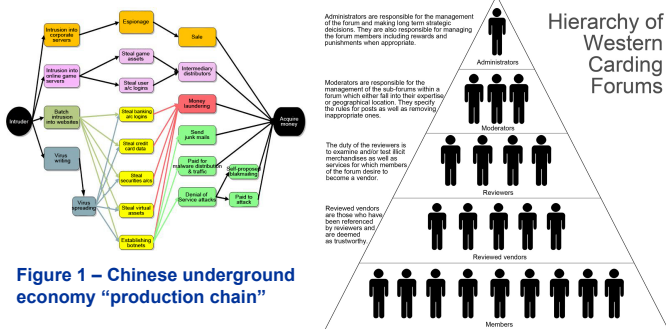 Intruder
Intrusion into
corporate
servers
Espionage
Sale
Intrusion into
online game
servers
Steal game
assets
Steal user
a/c logins
Intermediary
distributors
Batch
intrusion
into websites
Steal banking
a/c logins
Money
laundering
Acquire
money
Virus
writing
Steal credit
card data
Send
junk mails
Steal
securities a/cs
Paid for
malware distribution
& traffic
Self-proposed
blakmailing
Virus
spreading
Steal virtual
assets
Denial of
Service attacks
Paid to
attack
Establishing
botnets
Figure 1 – Chinese underground
economy “production chain”
Hierarchy of
Western
Carding
Forums
Administrators are responsible for the management
of the forum and making long term strategic
deicisions. They are also responsible for managing
the forum members including rewards and
punishments when appropriate.
Administrators
Moderators are responsible for the
management of the sub-forums within a
forum which either fall into their expertise
or geographical location. They specify
the rules for posts as well as removing
inappropriate ones.
Moderators
The duty of the reviewers is
to examine and/or test illicit
merchandises as well as
services for which members
of the forum desire to
become a vendor.
Reviewers
Reviewed vendors
are those who have
been referenced
by reviewers and
are deemed
as trustworthy.
Reviewed vendors
Members